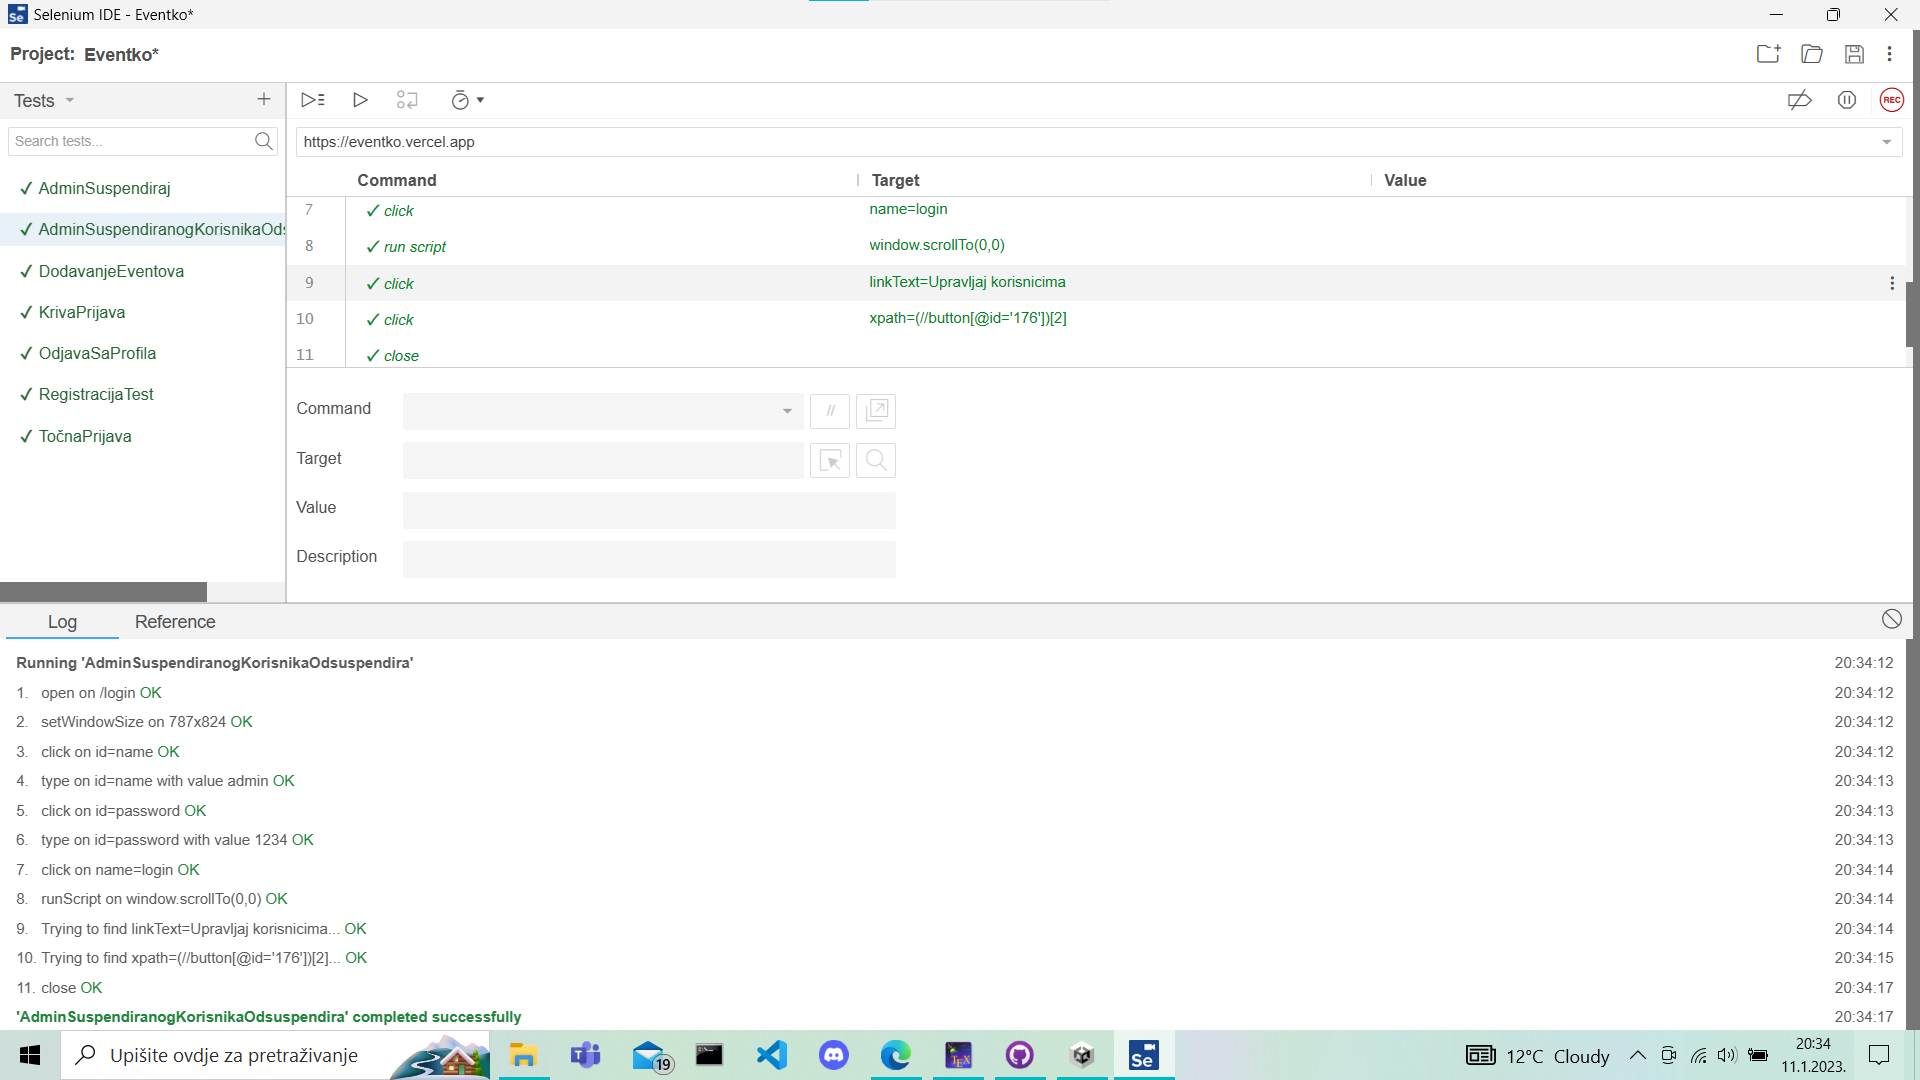 Selenium IDE - Eventko*
Project: Eventko*
Tests
Search tests...
✓ AdminSuspendiraj
✓ AdminSuspendiranogKorisnikaOds
✓ DodavanjeEventova
✓ KrivaPrijava
✓ OdjavaSaProfila
✓ RegistracijaTest
✓ TočnaPrijava
REC
https://eventko.vercel.app
Command Target Value
7 ✓ click name=login
8 ✓ run script window.scrollTo(0,0)
9 ✓ click linkText=Upravljaj korisnicima
10 ✓ click xpath=(//button[@id='176'])[2]
11 ✓ close
Command //
Target
Value
Description
Log Reference
Running 'AdminSuspendiranogKorisnikaOdsuspendira' 20:34:12
1. open on /login OK 20:34:12
2. setWindowSize on 787x824 OK 20:34:12
3. click on id=name OK 20:34:12
4. type on id=name with value admin OK 20:34:13
5. click on id=password OK 20:34:13
6. type on id=password with value 1234 OK 20:34:13
7. click on name=login OK 20:34:14
8. runScript on window.scrollTo(0,0) OK 20:34:14
9. Trying to find linkText=Upravljaj korisnicima... OK 20:34:14
10. Trying to find xpath=(//button[@id='176'])[2]... OK 20:34:15
11. close OK 20:34:17
'AdminSuspendiranogKorisnikaOdsuspendira' completed successfully 20:34:17
Upišite ovdje za pretraživanje
19
TEX
Se
12°C Cloudy
20:34
11.1.2023.